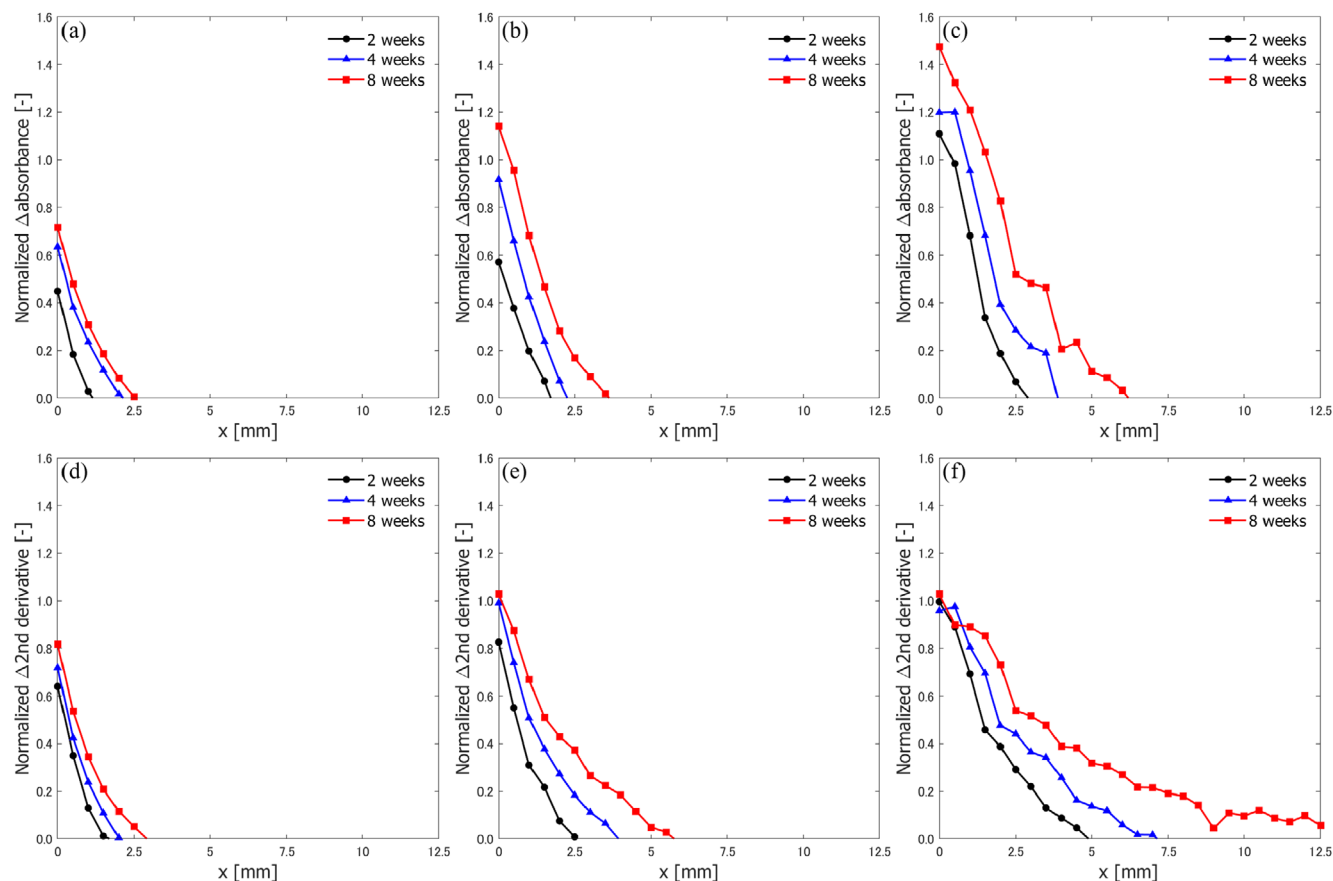 (a)
2 weeks
4 weeks
8 weeks
Normalized Δabsorbance [-]
1.6
1.4
1.2
1.0
0.8
0.6
0.4
0.2
0.0
0
2.5
5
7.5
10
12.5
x [mm]
(b)
2 weeks
4 weeks
8 weeks
Normalized Δabsorbance [-]
1.6
1.4
1.2
1.0
0.8
0.6
0.4
0.2
0.0
0
2.5
5
7.5
10
12.5
x [mm]
(c)
2 weeks
4 weeks
8 weeks
Normalized Δabsorbance [-]
1.6
1.4
1.2
1.0
0.8
0.6
0.4
0.2
0.0
0
2.5
5
7.5
10
12.5
x [mm]
(d)
2 weeks
4 weeks
8 weeks
Normalized Δ2nd derivative [-]
1.6
1.4
1.2
1.0
0.8
0.6
0.4
0.2
0.0
0
2.5
5
7.5
10
12.5
x [mm]
(e)
2 weeks
4 weeks
8 weeks
Normalized Δ2nd derivative [-]
1.6
1.4
1.2
1.0
0.8
0.6
0.4
0.2
0.0
0
2.5
5
7.5
10
12.5
x [mm]
(f)
2 weeks
4 weeks
8 weeks
Normalized Δ2nd derivative [-]
1.6
1.4
1.2
1.0
0.8
0.6
0.4
0.2
0.0
0
2.5
5
7.5
10
12.5
x [mm]